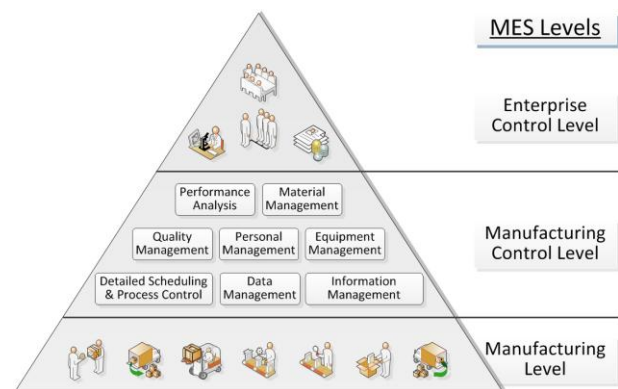 MES Levels
Enterprise
Control Level
Performance
Analysis
Material
Management
Quality
Management
Personal
Management
Equipment
Management
Manufacturing
Control Level
Detailed Scheduling
& Process Control
Data
Management
Information
Management
Manufacturing
Level